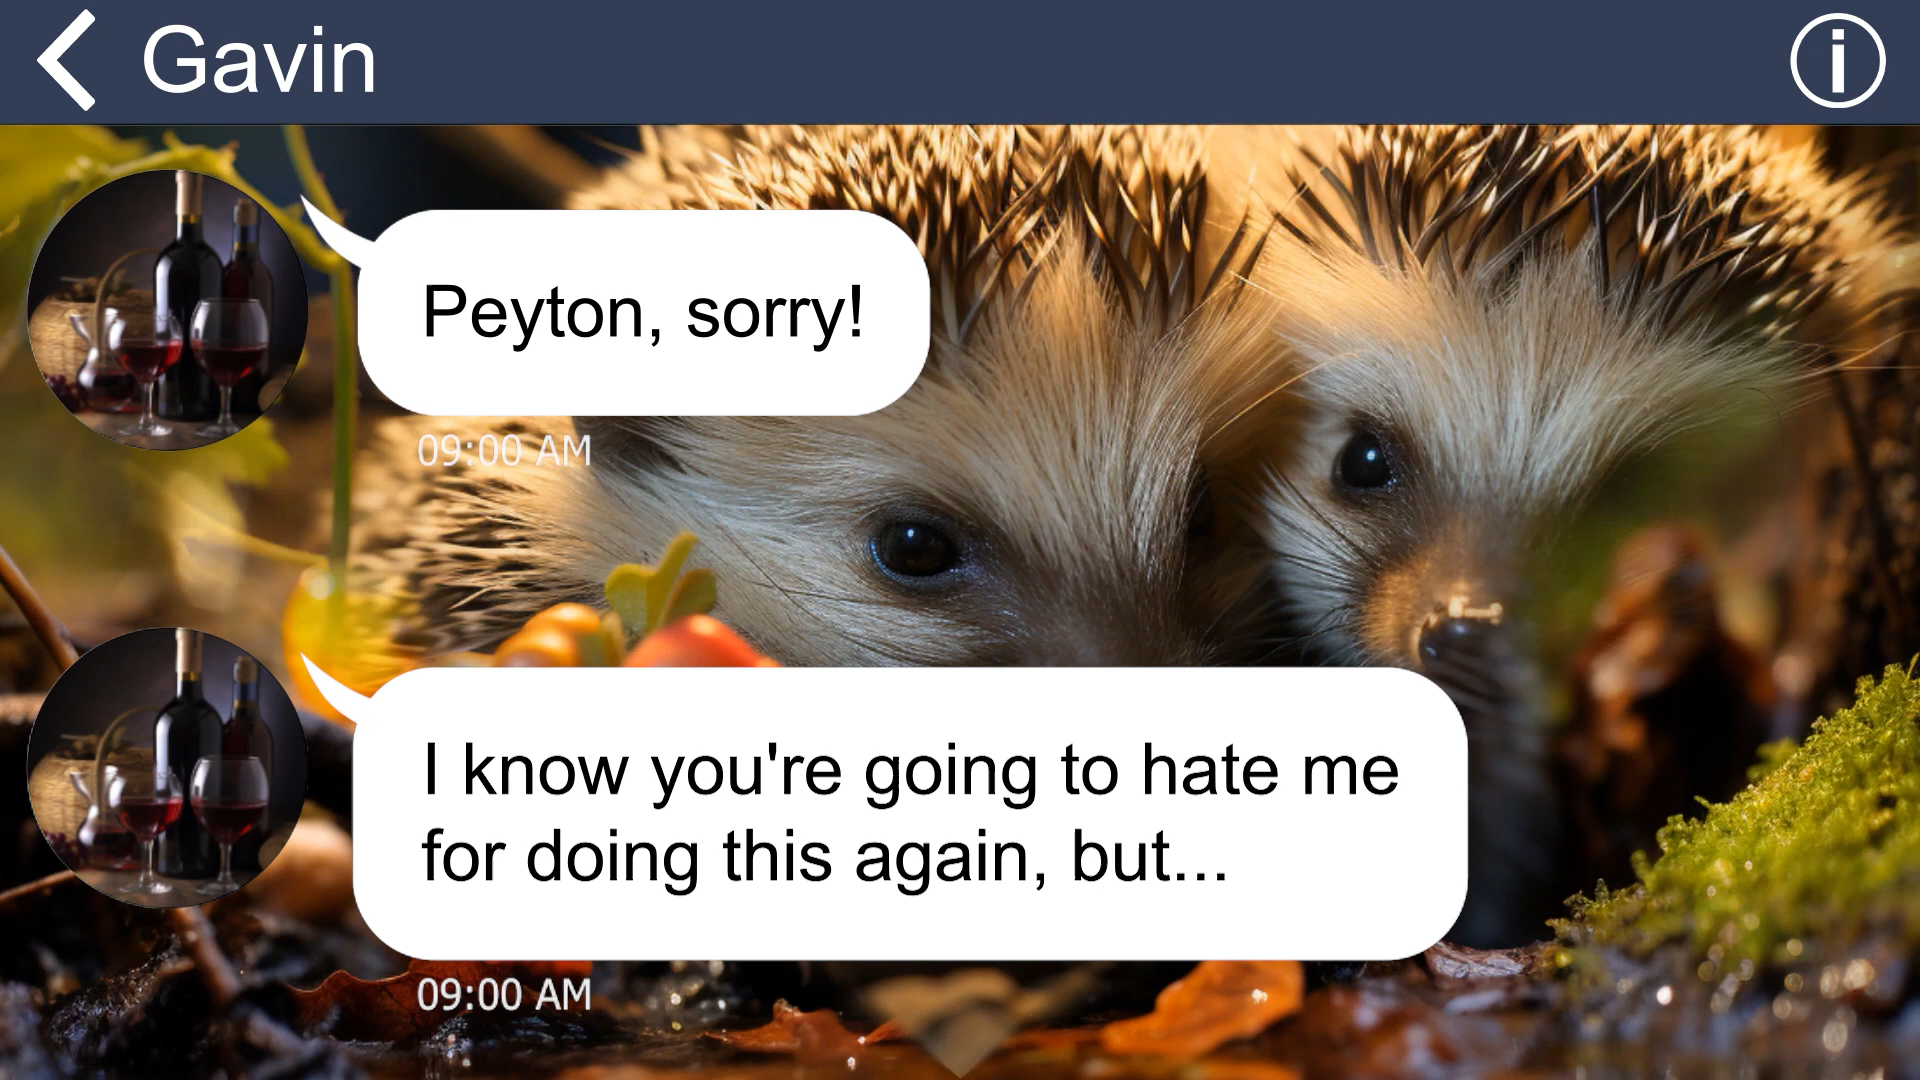 Gavin
Peyton, sorry!
09:00 AM
I know you're going to hate me
for doing this again, but...
09:00 AM